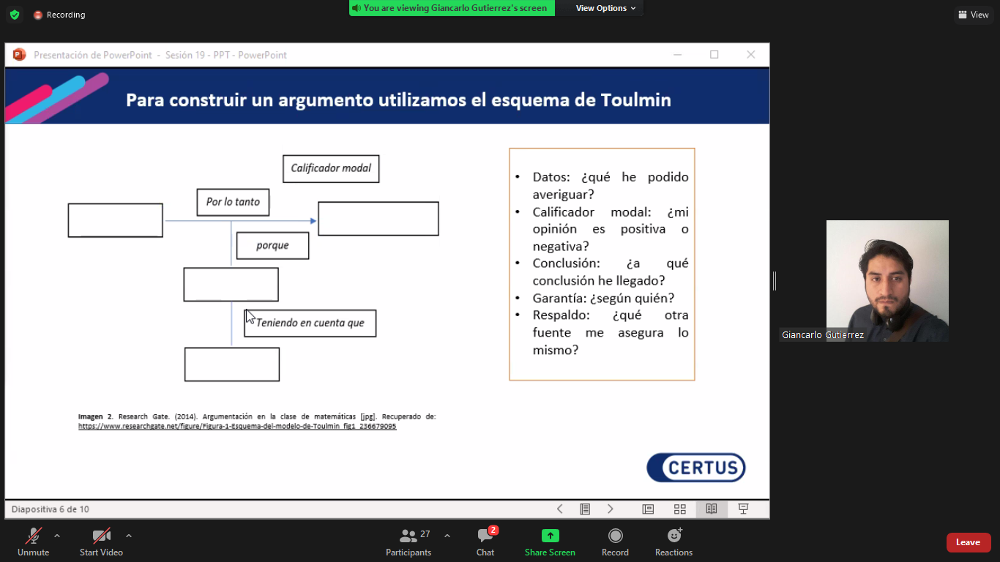 Recording
You are viewing Giancarlo Gutierrez's screen
View Options
View
Presentación de PowerPoint - Sesión 19 - PPT - PowerPoint
Para construir un argumento utilizamos el esquema de Toulmin
Calificador modal
Por lo tanto
porque
Teniendo en cuenta que
• Datos: ¿qué he podido
averiguar?
• Calificador modal: ¿mi
opinión es positiva o
negativa?
• Conclusión: ¿a qué
conclusión he llegado?
• Garantía: ¿según quién?
• Respaldo: ¿qué otra
fuente me asegura lo
mismo?
Imagen 2. Research Gate. (2014). Argumentación en la clase de matemáticas [jpg]. Recuperado de:
https://www.researchgate.net/figure/Figura-1-Esquema-del-modelo-de-Toulmin_fig1_236679095
CERTUS
Giancarlo Gutierrez
Diapositiva 6 de 10
Unmute
Start Video
Participants
27
Chat
2
Share Screen
Record
Reactions
Leave